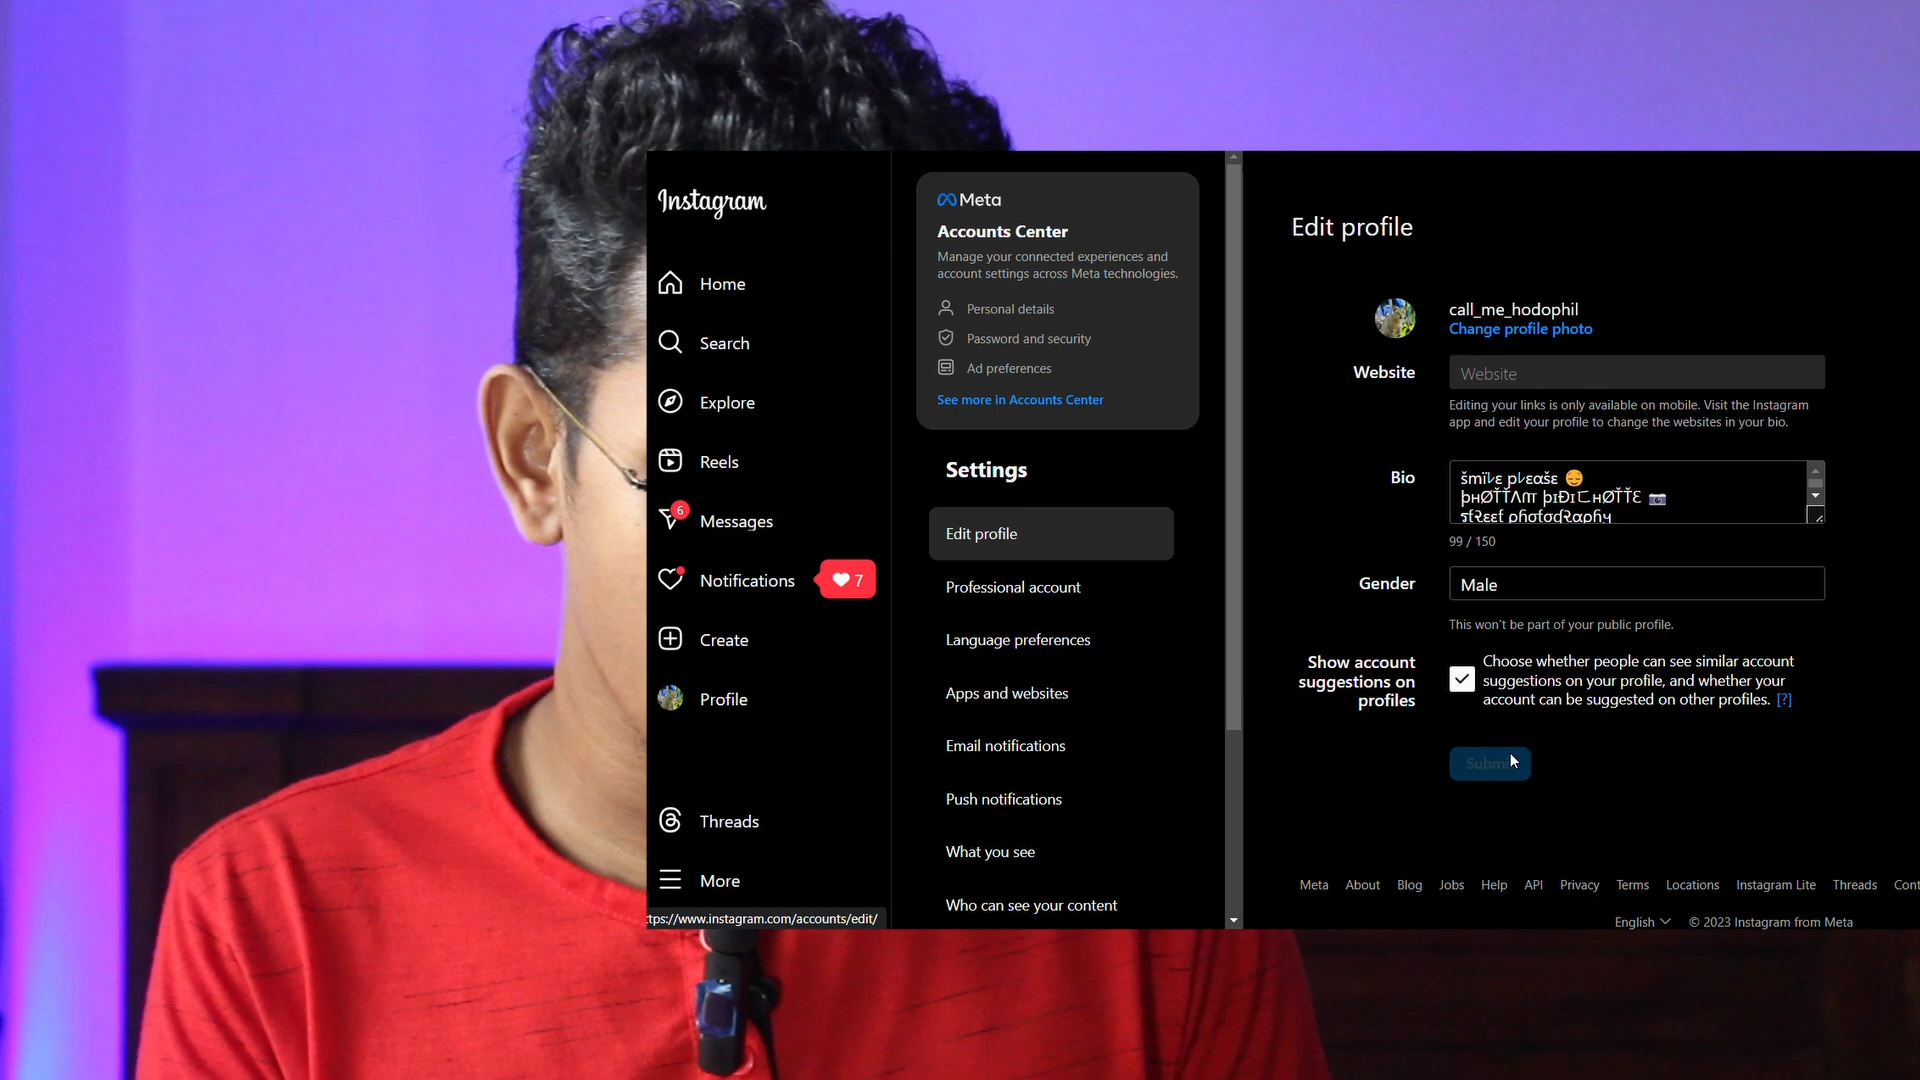 Instagram
Home
Search
Explore
Reels
6
Messages
Notifications
7
Create
Profile
Threads
More
tps://www.instagram.com/accounts/edit/
Meta
Accounts Center
Manage your connected experiences and
account settings across Meta technologies.
Personal details
Password and security
Ad preferences
See more in Accounts Center
Settings
Edit profile
Professional account
Language preferences
Apps and websites
Email notifications
Push notifications
What you see
Who can see your content
Edit profile
call_me_hodophil
Change profile photo
Website
Website
Editing your links is only available on mobile. Visit the Instagram
app and edit your profile to change the websites in your bio.
Bio
99 / 150
Gender
Male
This won't be part of your public profile.
Show account
suggestions on
profiles
Choose whether people can see similar account
suggestions on your profile, and whether your
account can be suggested on other profiles. [?]
Submit
Meta About Blog Jobs Help API Privacy Terms Locations Instagram Lite Threads
English © 2023 Instagram from Meta